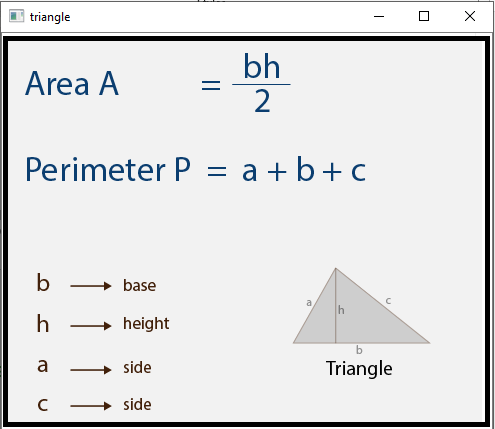 triangle
Area A = bh
2
Perimeter P = a + b + c
b base
h height
a side
c side
a h c
b
Triangle